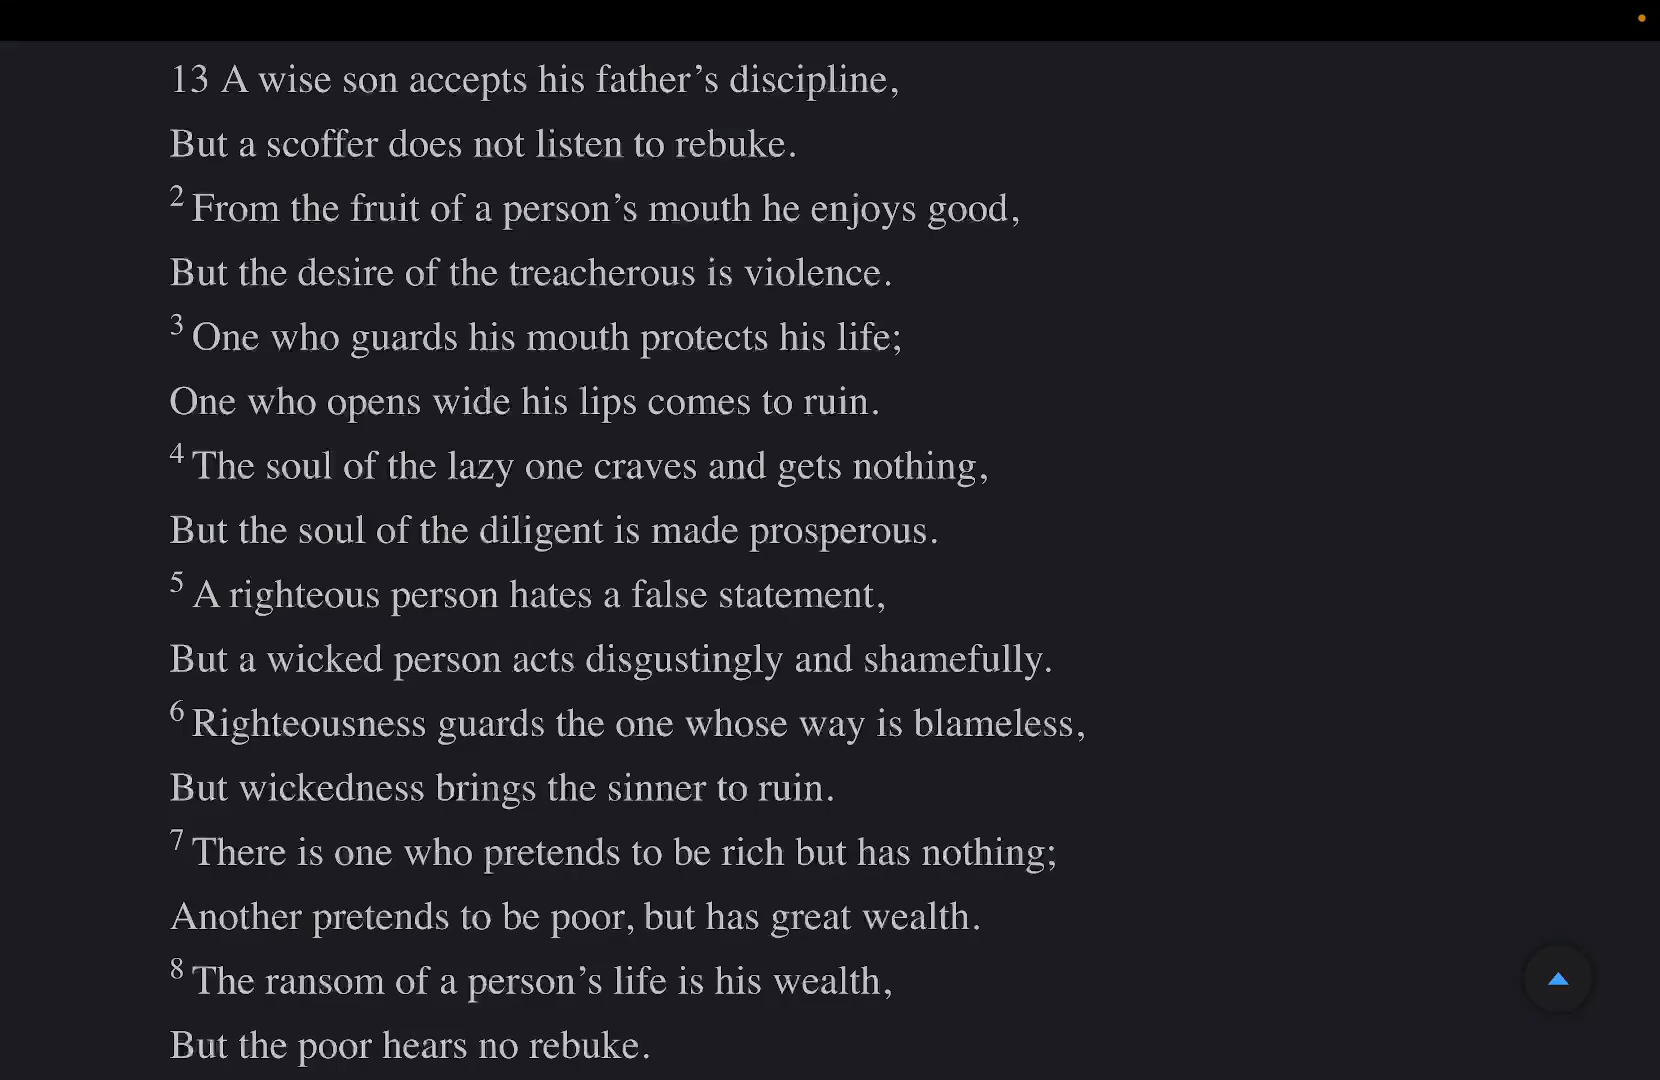 13 A wise son accepts his father’s discipline,
But a scoffer does not listen to rebuke.
2 From the fruit of a person’s mouth he enjoys good,
But the desire of the treacherous is violence.
3 One who guards his mouth protects his life;
One who opens wide his lips comes to ruin.
4 The soul of the lazy one craves and gets nothing,
But the soul of the diligent is made prosperous.
5 A righteous person hates a false statement,
But a wicked person acts disgustingly and shamefully.
6 Righteousness guards the one whose way is blameless,
But wickedness brings the sinner to ruin.
7 There is one who pretends to be rich but has nothing;
Another pretends to be poor, but has great wealth.
8 The ransom of a person’s life is his wealth,
But the poor hears no rebuke.